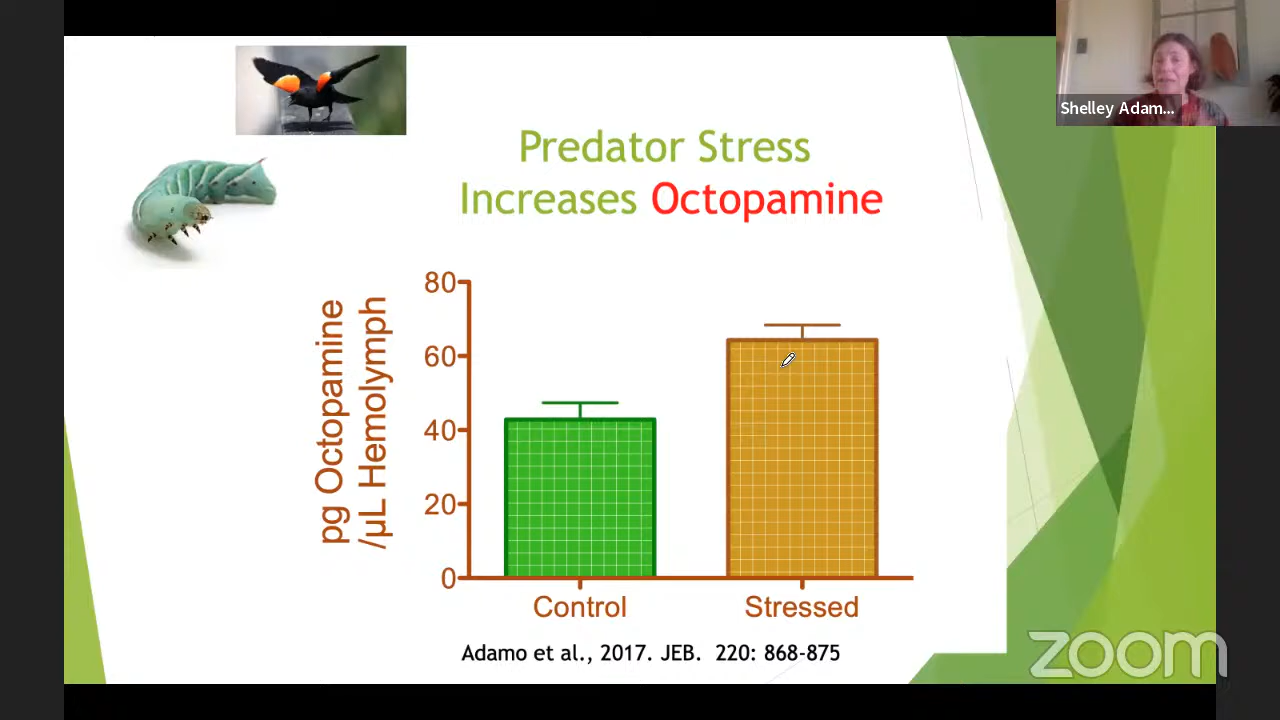 Shelley Adam...
Predator Stress
Increases Octopamine
pg Octopamine
/µL Hemolymph
80
60
40
20
0
Control
Stressed
Adamo et al., 2017. JEB. 220: 868-875
zoom